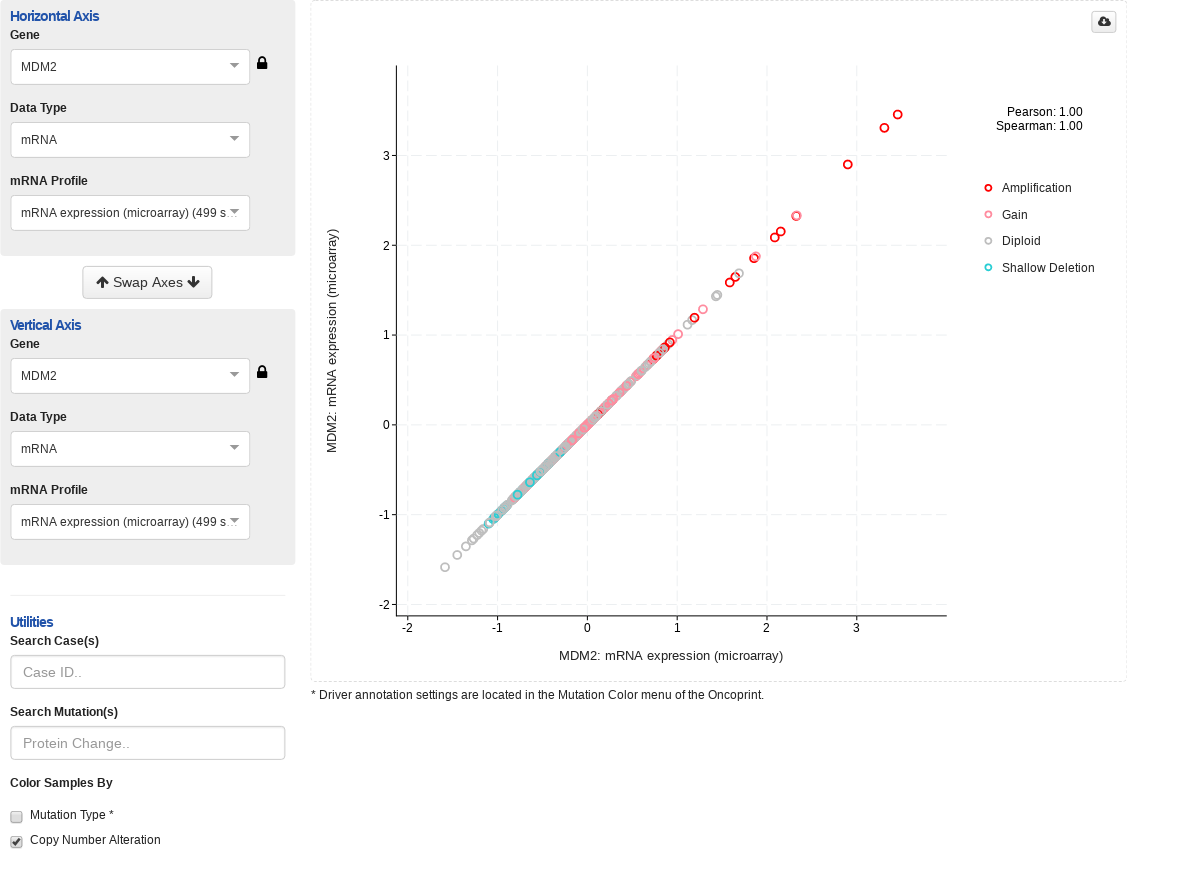 Horizontal Axis
Gene
MDM2
Data Type
mRNA
mRNA Profile
mRNA expression (microarray) (499 s...
Swap Axes
Vertical Axis
Gene
MDM2
Data Type
mRNA
mRNA Profile
mRNA expression (microarray) (499 s...
Utilities
Search Case(s)
Case ID..
Search Mutation(s)
Protein Change..
Color Samples By
Mutation Type *
Copy Number Alteration
MDM2: mRNA expression (microarray)
3
2
1
0
-1
-2
-2 -1 0 1 2 3
MDM2: mRNA expression (microarray)
Pearson: 1.00
Spearman: 1.00
Amplification
Gain
Diploid
Shallow Deletion
* Driver annotation settings are located in the Mutation Color menu of the Oncoprint.